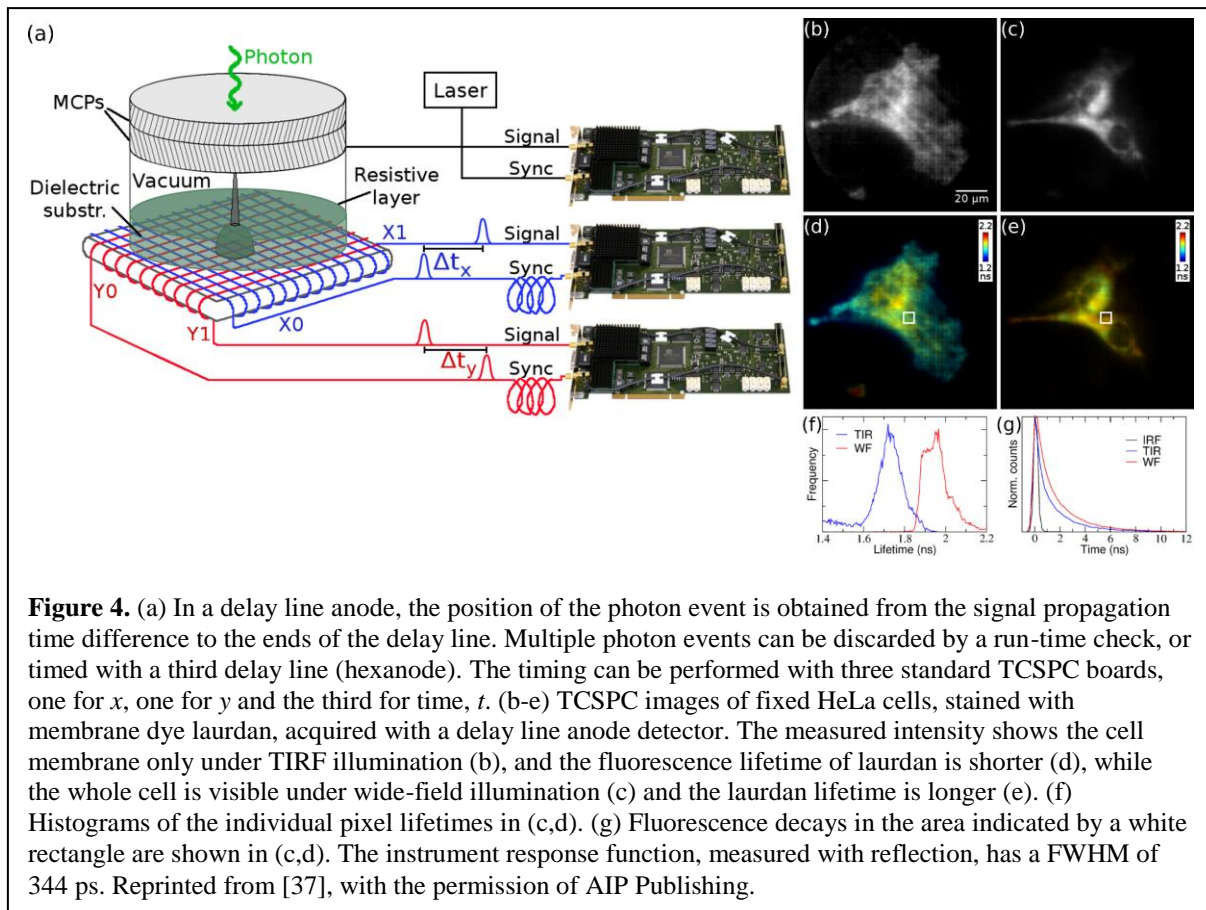 (a)
Photon
MCPs
Laser
Signal
Sync
Vacuum
Dielectric
substr.
Resistive
layer
X1
Signal
Δtx
Sync
Y0
Y1
X0
Signal
Δty
Sync
(b)
20 µm
(c)
(d)
2.2
1.2
ns
(e)
2.2
1.2
ns
(f)
TIR
WF
Frequency
1.4 1.6 1.8 2 2.2
Lifetime (ns)
(g)
IRF
TIR
WF
Norm. counts
0 2 4 6 8 10 12
Time (ns)
Figure 4. (a) In a delay line anode, the position of the photon event is obtained from the signal propagation
time difference to the ends of the delay line. Multiple photon events can be discarded by a run-time check, or
timed with a third delay line (hexanode). The timing can be performed with three standard TCSPC boards,
one for x, one for y and the third for time, t. (b-e) TCSPC images of fixed HeLa cells, stained with
membrane dye laurdan, acquired with a delay line anode detector. The measured intensity shows the cell
membrane only under TIRF illumination (b), and the fluorescence lifetime of laurdan is shorter (d), while
the whole cell is visible under wide-field illumination (c) and the laurdan lifetime is longer (e). (f)
Histograms of the individual pixel lifetimes in (c,d). (g) Fluorescence decays in the area indicated by a white
rectangle are shown in (c,d). The instrument response function, measured with reflection, has a FWHM of
344 ps. Reprinted from [37], with the permission of AIP Publishing.